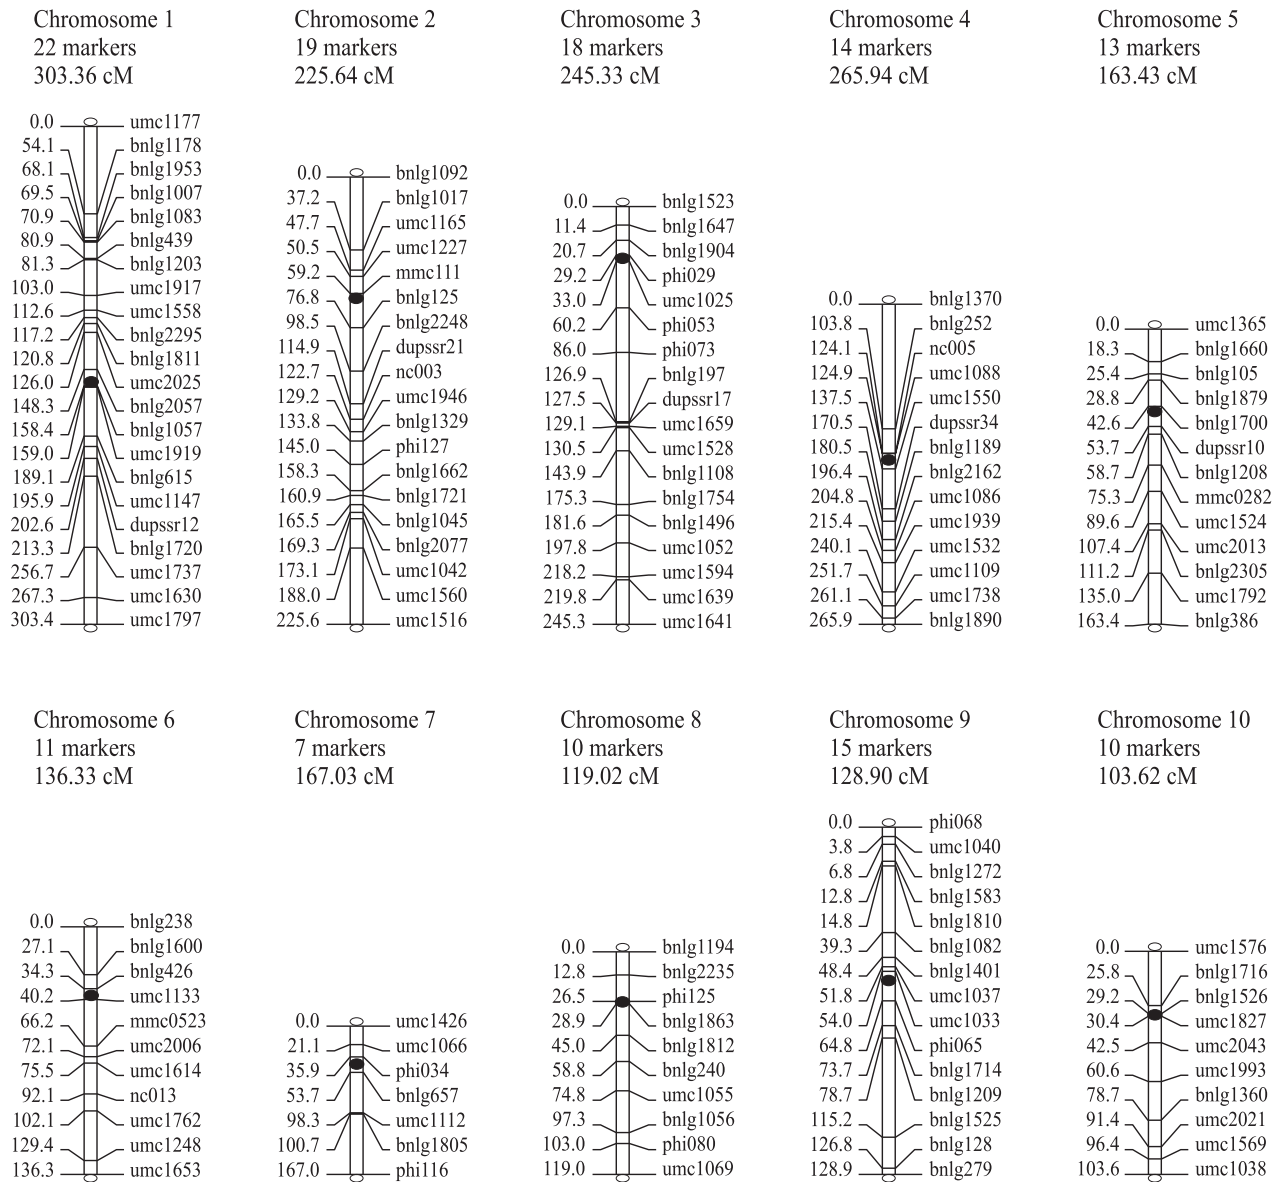 Chromosome 1
22 markers
303.36 cM
0.0 umc1177
54.1 bnlg1178
68.1 bnlg1953
69.5 bnlg1007
70.9 bnlg1083
80.9 bnlg439
81.3 bnlg1203
103.0 umc1917
112.6 umc1558
117.2 bnlg2295
120.8 bnlg1811
126.0 umc2025
148.3 bnlg2057
158.4 bnlg1057
159.0 umc1919
189.1 bnlg615
195.9 umc1147
202.6 dupssr12
213.3 bnlg1720
256.7 umc1737
267.3 umc1630
303.4 umc1797
Chromosome 2
19 markers
225.64 cM
0.0 bnlg1092
37.2 bnlg1017
47.7 umc1165
50.5 umc1227
59.2 mmc111
76.8 bnlg125
98.5 bnlg2248
114.9 dupssr21
122.7 nc003
129.2 umc1946
133.8 bnlg1329
145.0 phi127
158.3 bnlg1662
160.9 bnlg1721
165.5 bnlg1045
169.3 bnlg2077
173.1 umc1042
188.0 umc1560
225.6 umc1516
Chromosome 3
18 markers
245.33 cM
0.0 bnlg1523
11.4 bnlg1647
20.7 bnlg1904
29.2 phi029
33.0 umc1025
60.2 phi053
86.0 phi073
126.9 bnlg197
127.5 dupssr17
129.1 umc1659
130.5 umc1528
143.9 bnlg1108
175.3 bnlg1754
181.6 bnlg1496
197.8 umc1052
218.2 umc1594
219.8 umc1639
245.3 umc1641
Chromosome 4
14 markers
265.94 cM
0.0 bnlg1370
103.8 bnlg252
124.1 nc005
124.9 umc1088
137.5 umc1550
170.5 dupssr34
180.5 bnlg1189
196.4 bnlg2162
204.8 umc1086
215.4 umc1939
240.1 umc1532
251.7 umc1109
261.1 umc1738
265.9 bnlg1890
Chromosome 5
13 markers
163.43 cM
0.0 umc1365
18.3 bnlg1660
25.4 bnlg105
28.8 bnlg1879
42.6 bnlg1700
53.7 dupssr10
58.7 bnlg1208
75.3 mmc0282
89.6 umc1524
107.4 umc2013
111.2 bnlg2305
135.0 umc1792
163.4 bnlg386
Chromosome 6
11 markers
136.33 cM
0.0 bnlg238
27.1 bnlg1600
34.3 bnlg426
40.2 umc1133
66.2 mmc0523
72.1 umc2006
75.5 umc1614
92.1 nc013
102.1 umc1762
129.4 umc1248
136.3 umc1653
Chromosome 7
7 markers
167.03 cM
0.0 umc1426
21.1 umc1066
35.9 phi034
53.7 bnlg657
98.3 umc1112
100.7 bnlg1805
167.0 phi116
Chromosome 8
10 markers
119.02 cM
0.0 bnlg1194
12.8 bnlg2235
26.5 phi125
28.9 bnlg1863
45.0 bnlg1812
58.8 bnlg240
74.8 umc1055
97.3 bnlg1056
103.0 phi080
119.0 umc1069
Chromosome 9
15 markers
128.90 cM
0.0 phi068
3.8 umc1040
6.8 bnlg1272
12.8 bnlg1583
14.8 bnlg1810
39.3 bnlg1082
48.4 bnlg1401
51.8 umc1037
54.0 umc1033
64.8 phi065
73.7 bnlg1714
78.7 bnlg1209
115.2 bnlg1525
126.8 bnlg128
128.9 bnlg279
Chromosome 10
10 markers
103.62 cM
0.0 umc1576
25.8 bnlg1716
29.2 bnlg1526
30.4 umc1827
42.5 umc2043
60.6 umc1993
78.7 bnlg1360
91.4 umc2021
96.4 umc1569
103.6 umc1038